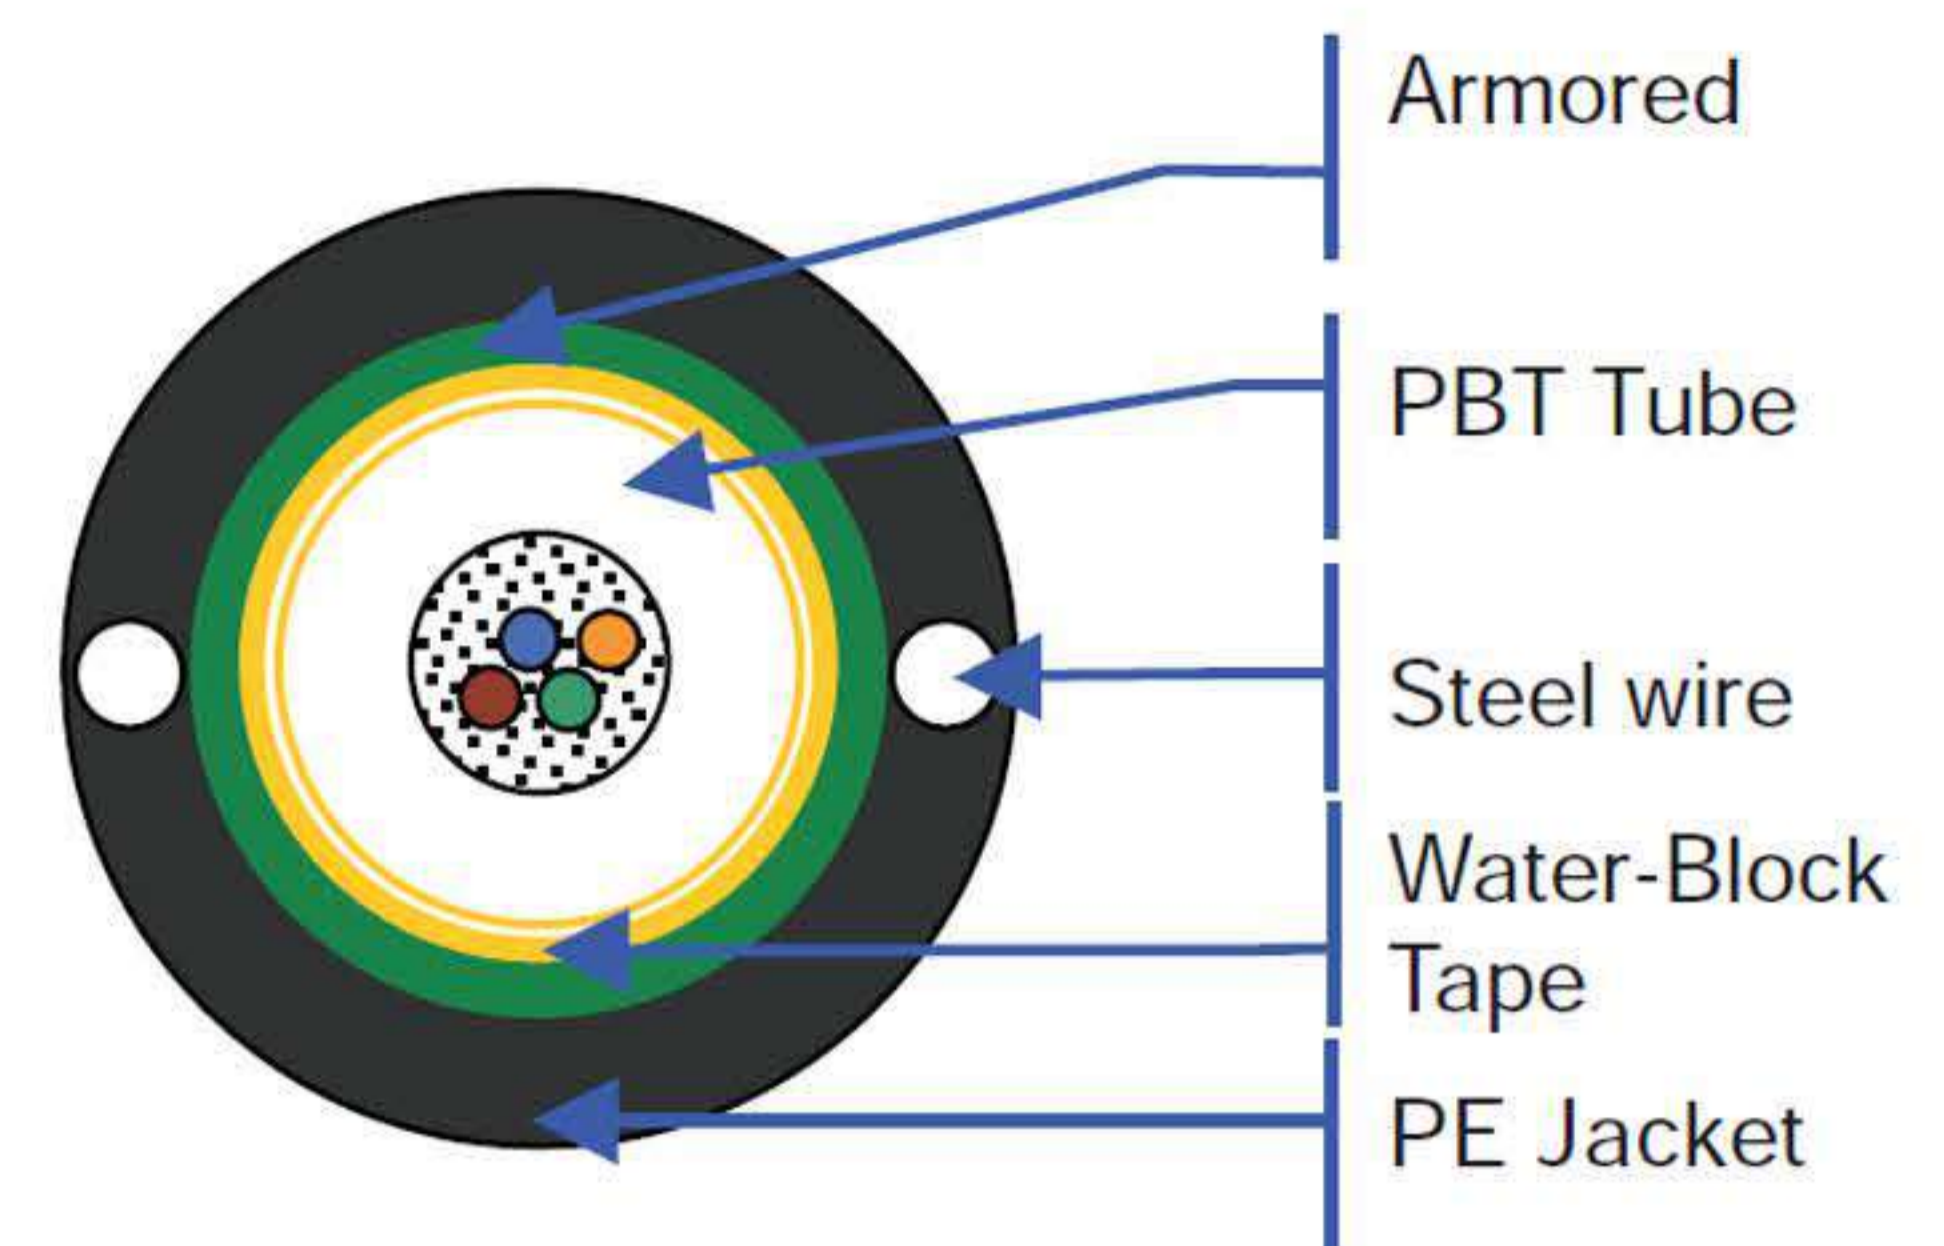 Armored
PBT Tube
Steel wire
Water-Block
Tape
PE Jacket